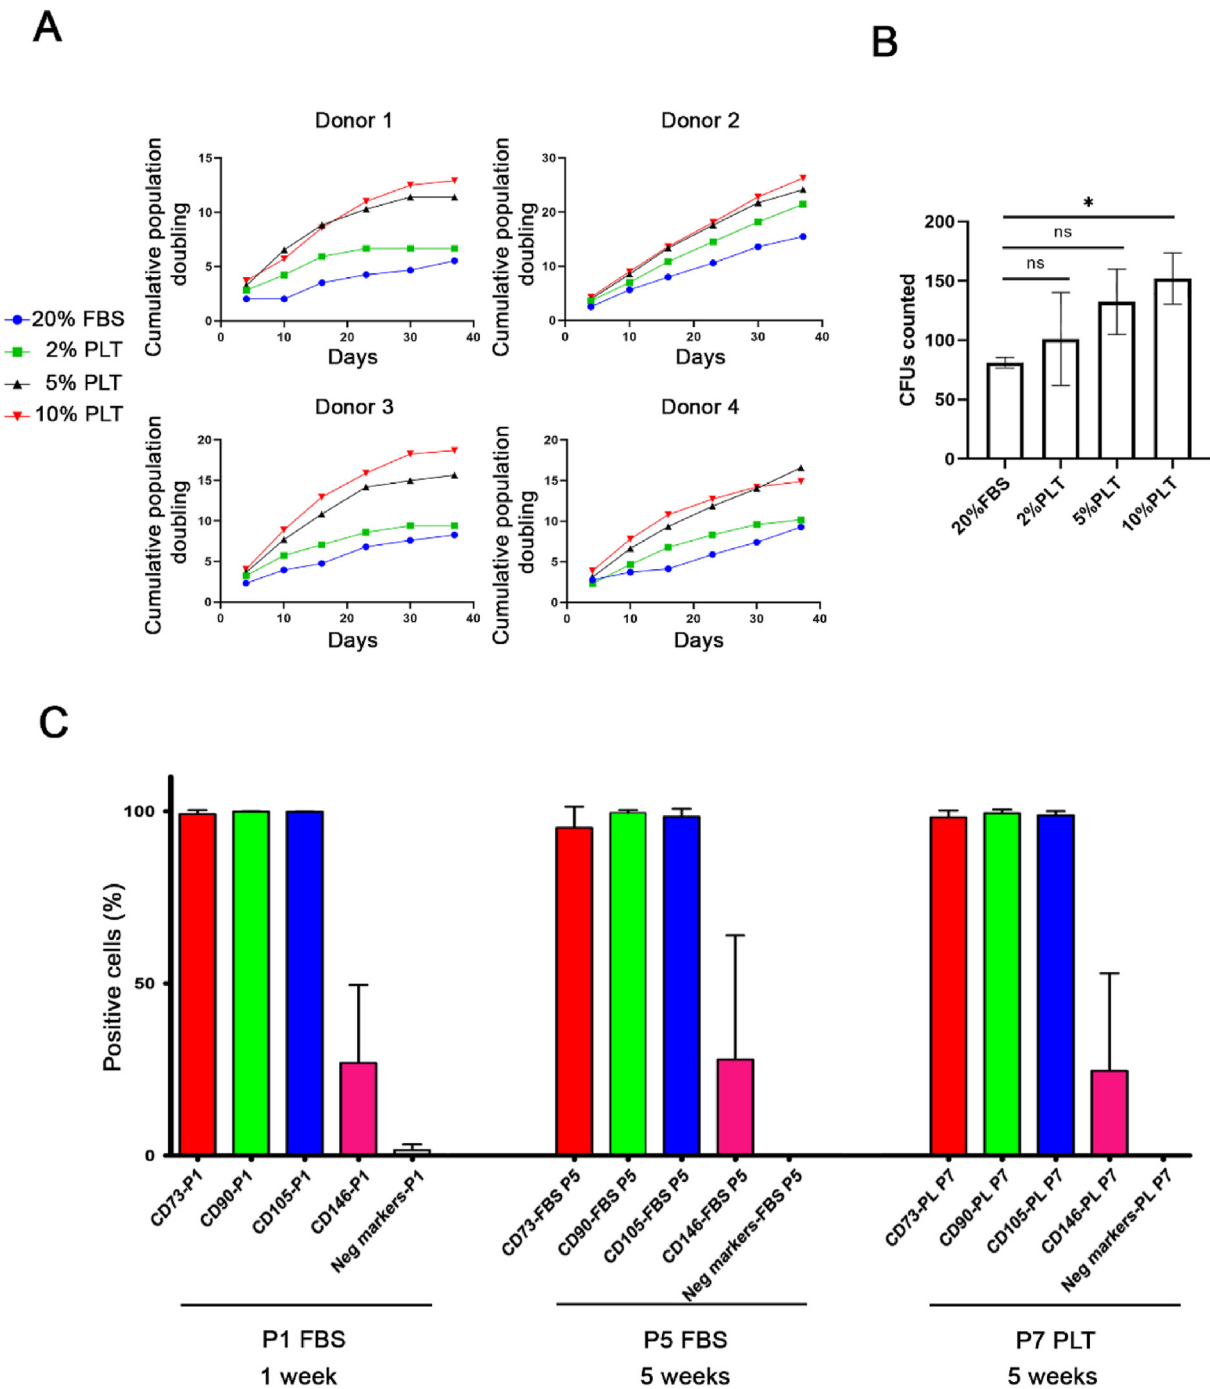 A
B
Donor 1
Donor 2
Cumulative population
doubling
15
10
5
0
0 10 20 30 40
Days
Cumulative population
doubling
30
20
10
0
0 10 20 30 40
Days
20% FBS
2% PLT
5% PLT
10% PLT
Donor 3
Donor 4
Cumulative population
doubling
20
15
10
5
0
0 10 20 30 40
Days
Cumulative population
doubling
20
15
10
5
0
0 10 20 30 40
Days
CFUs counted
200
150
100
50
0
*
ns
ns
20%FBS
2%PLT
5%PLT
10%PLT
C
Positive cells (%)
100
50
0
CD73-P1
CD90-P1
CD105-P1
CD146-P1
Neg markers-P1
CD73-FBS P5
CD90-FBS P5
CD105-FBS P5
CD146-FBS P5
Neg markers-FBS P5
CD73-PL P7
CD90-PL P7
CD105-PL P7
CD146-PL P7
Neg markers-PL P7
P1 FBS
1 week
P5 FBS
5 weeks
P7 PLT
5 weeks